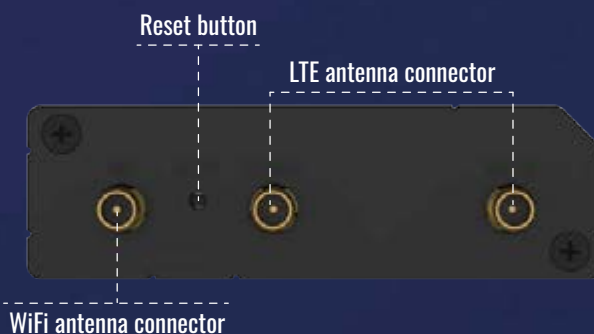 Reset button
LTE antenna connector
WiFi antenna connector